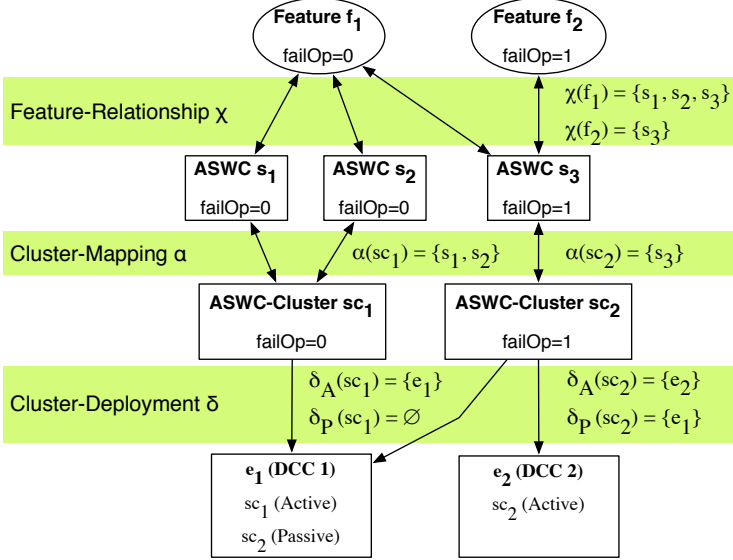 Feature f1
failOp=0
Feature f2
failOp=1
Feature-Relationship χ
χ(f1) = {s1, s2, s3}
χ(f2) = {s3}
ASWC s1
failOp=0
ASWC s2
failOp=0
ASWC s3
failOp=1
Cluster-Mapping α
α(sc1) = {s1, s2}
α(sc2) = {s3}
ASWC-Cluster sc1
failOp=0
ASWC-Cluster sc2
failOp=1
Cluster-Deployment δ
δA(sc1) = {e1}
δP(sc1) = ∅
δA(sc2) = {e2}
δP(sc2) = {e1}
e1 (DCC 1)
sc1 (Active)
sc2 (Passive)
e2 (DCC 2)
sc2 (Active)